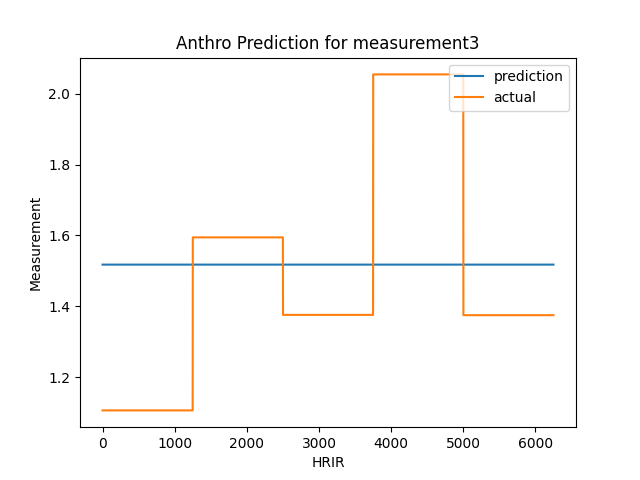 Anthro Prediction for measurement3
prediction
actual
2.0
1.8
1.6
1.4
1.2
Measurement
0 1000 2000 3000 4000 5000 6000
HRIR